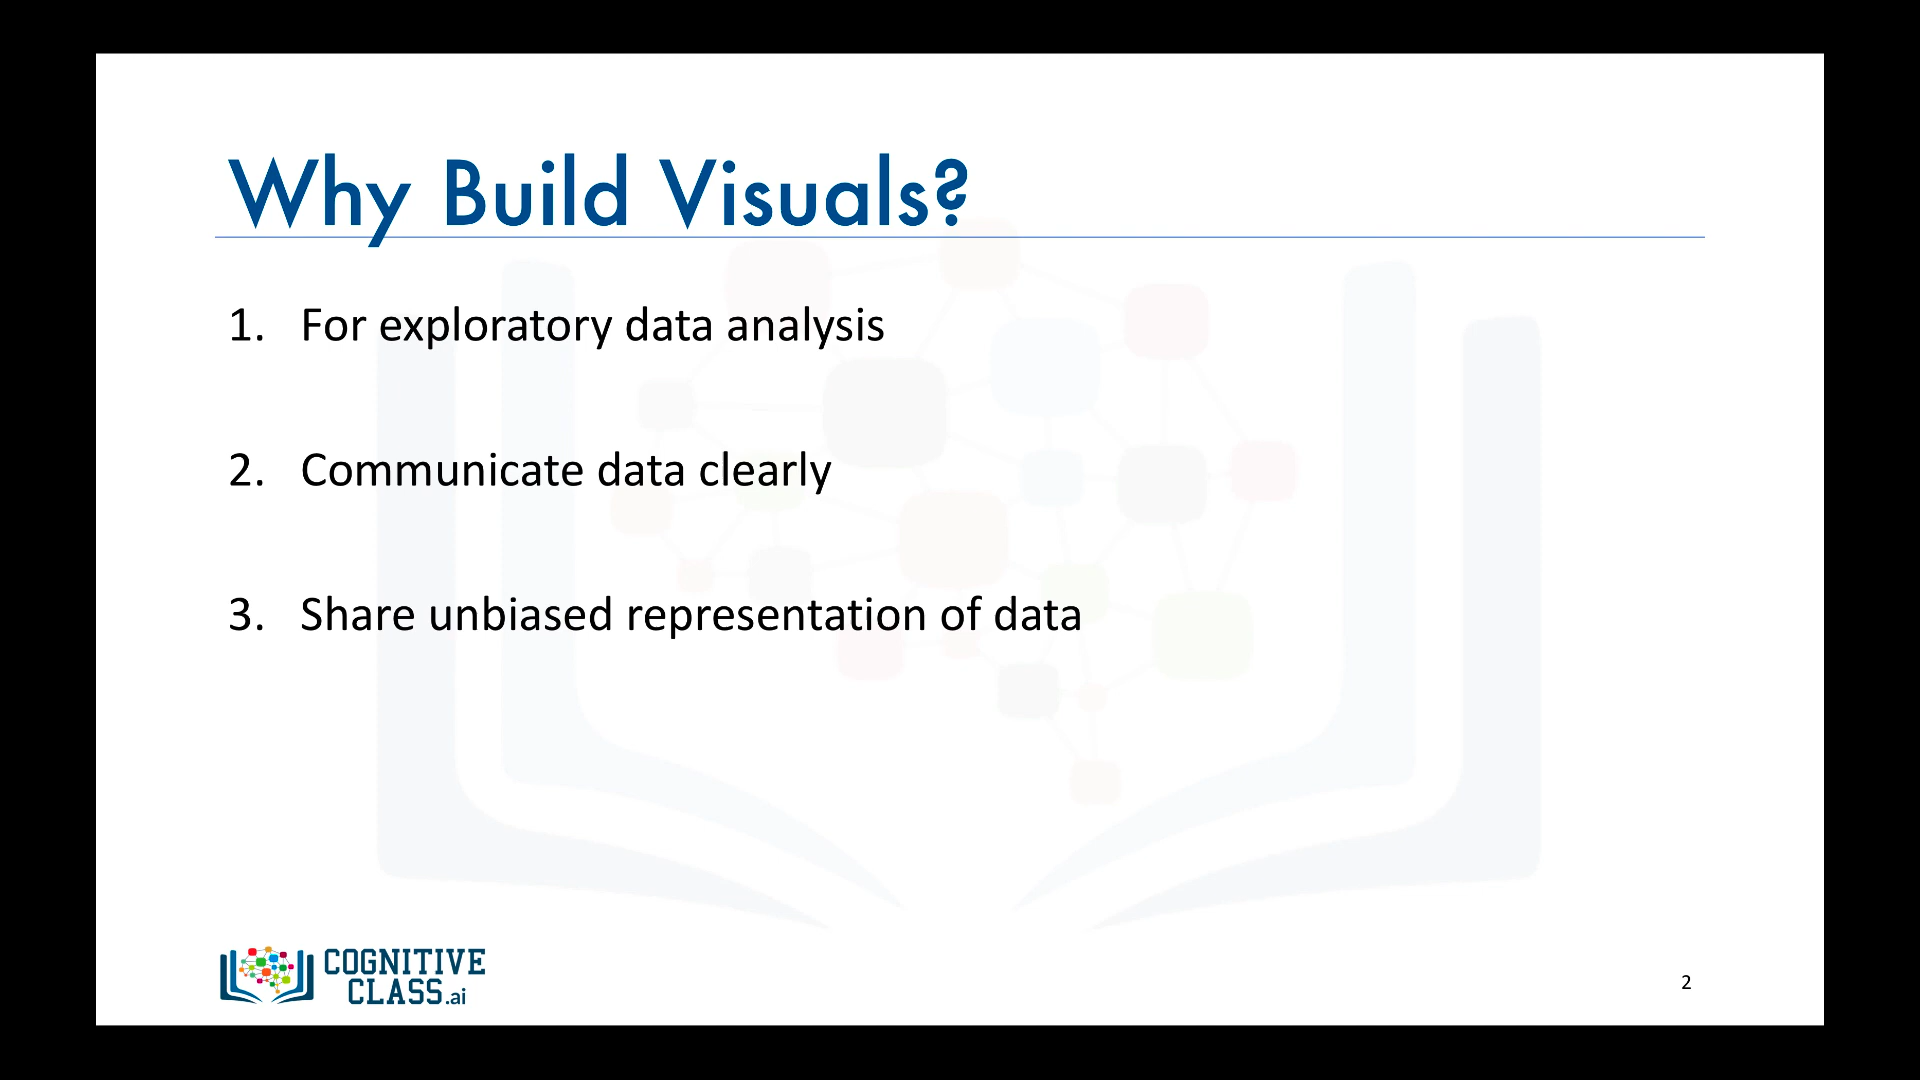 Why Build Visuals?
1. For exploratory data analysis
2. Communicate data clearly
3. Share unbiased representation of data
COGNITIVE
CLASS.ai
2